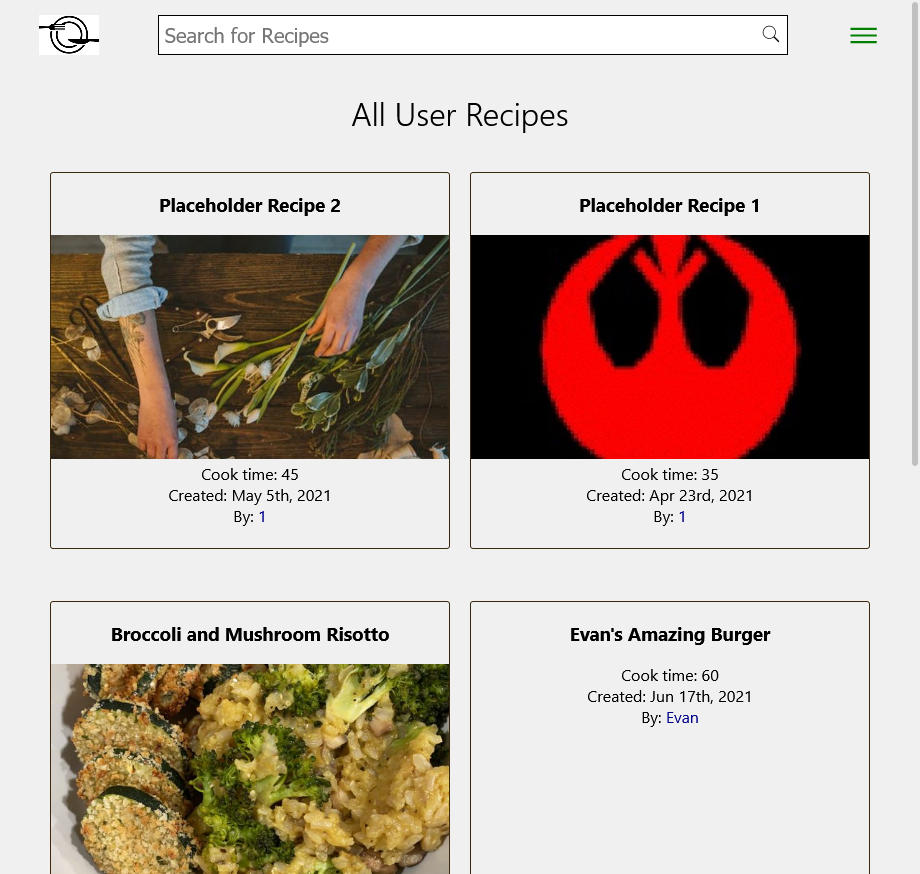 Search for Recipes
All User Recipes
Placeholder Recipe 2
Cook time: 45
Created: May 5th, 2021
By: 1
Placeholder Recipe 1
Cook time: 35
Created: Apr 23rd, 2021
By: 1
Broccoli and Mushroom Risotto
Evan's Amazing Burger
Cook time: 60
Created: Jun 17th, 2021
By: Evan